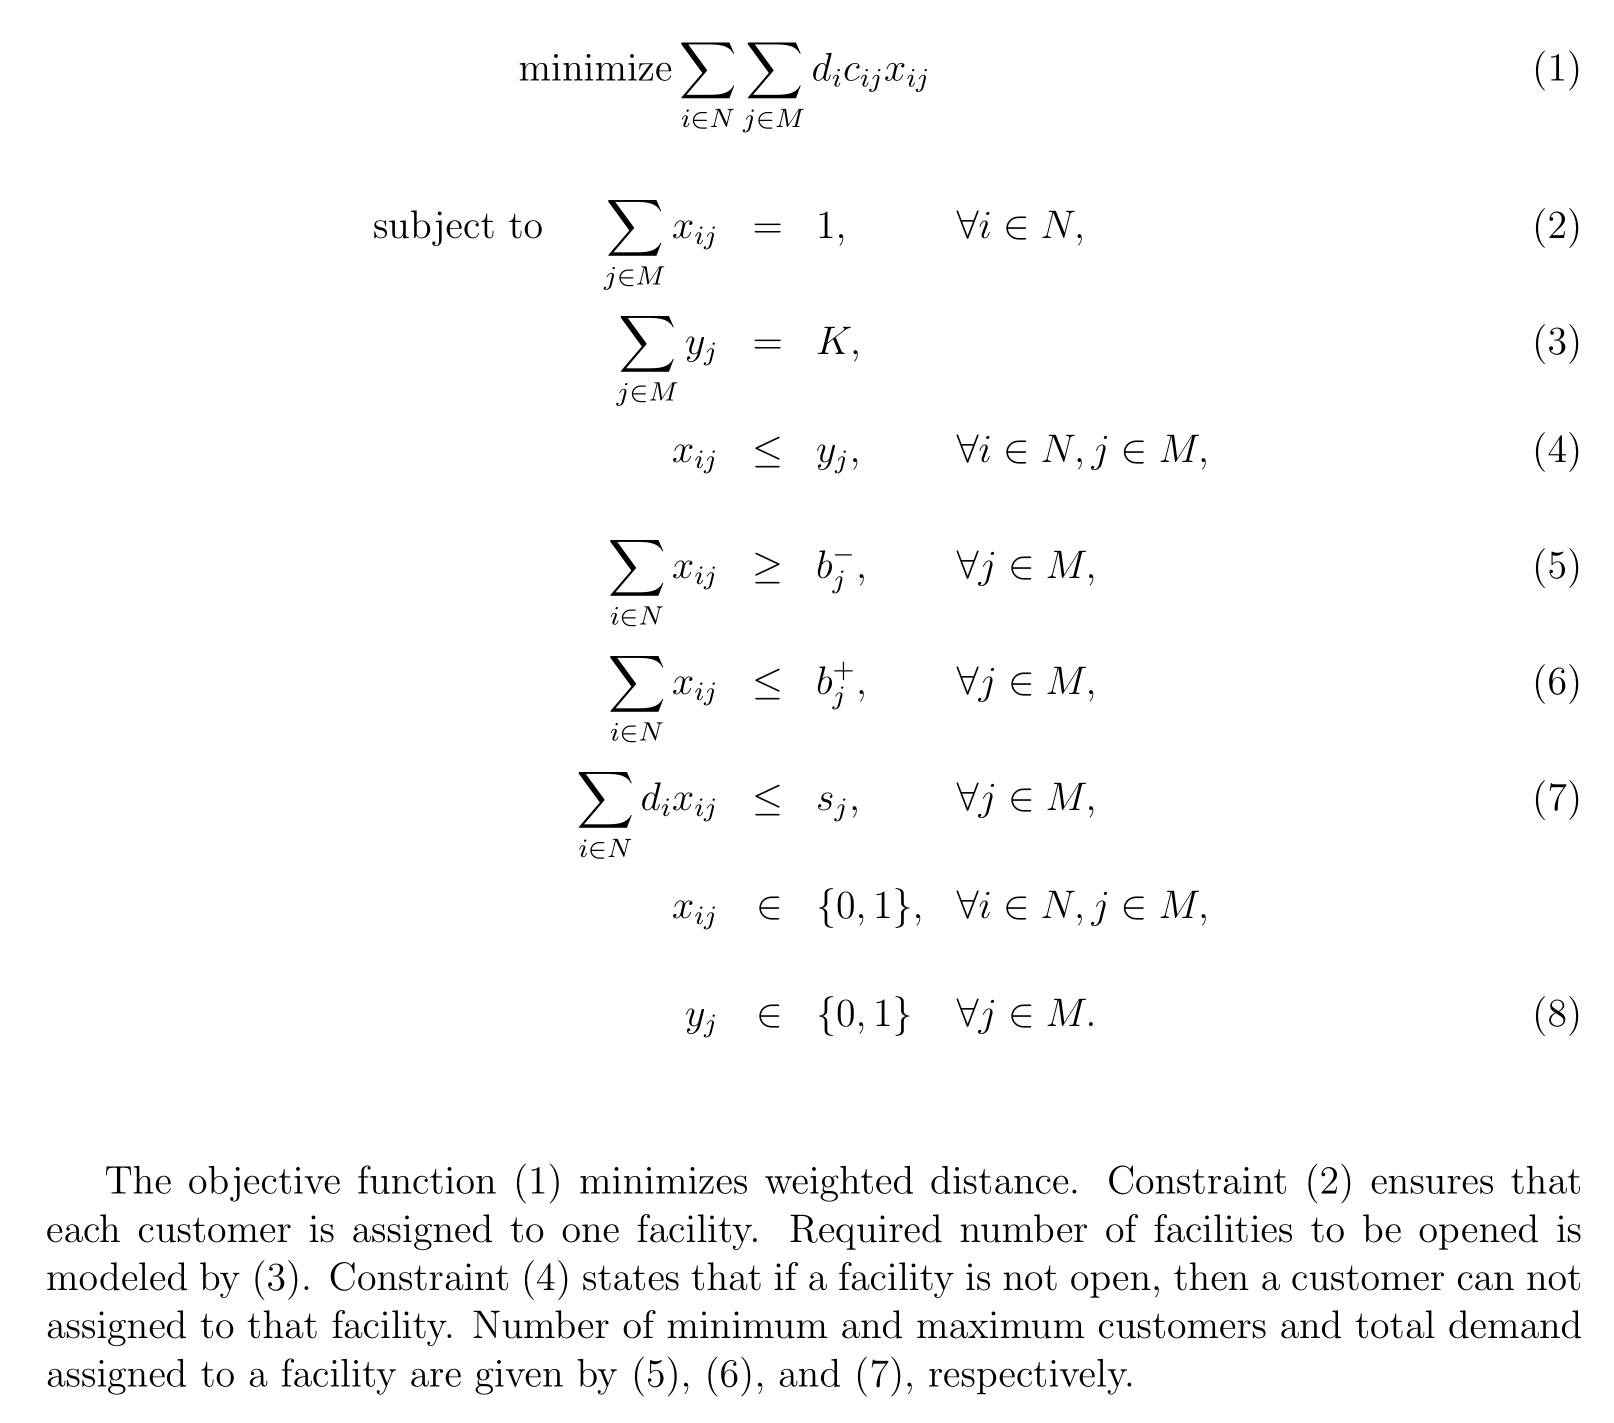 minimize ∑_{i∈N} ∑_{j∈M} d_i c_{ij} x_{ij} (1)
subject to ∑_{j∈M} x_{ij} = 1, ∀i ∈ N, (2)
∑_{j∈M} y_j = K, (3)
x_{ij} ≤ y_j, ∀i ∈ N, j ∈ M, (4)
∑_{i∈N} x_{ij} ≥ b_j^-, ∀j ∈ M, (5)
∑_{i∈N} x_{ij} ≤ b_j^+, ∀j ∈ M, (6)
∑_{i∈N} d_i x_{ij} ≤ s_j, ∀j ∈ M, (7)
x_{ij} ∈ {0, 1}, ∀i ∈ N, j ∈ M,
y_j ∈ {0, 1} ∀j ∈ M. (8)
The objective function (1) minimizes weighted distance. Constraint (2) ensures that
each customer is assigned to one facility. Required number of facilities to be opened is
modeled by (3). Constraint (4) states that if a facility is not open, then a customer can not
assigned to that facility. Number of minimum and maximum customers and total demand
assigned to a facility are given by (5), (6), and (7), respectively.